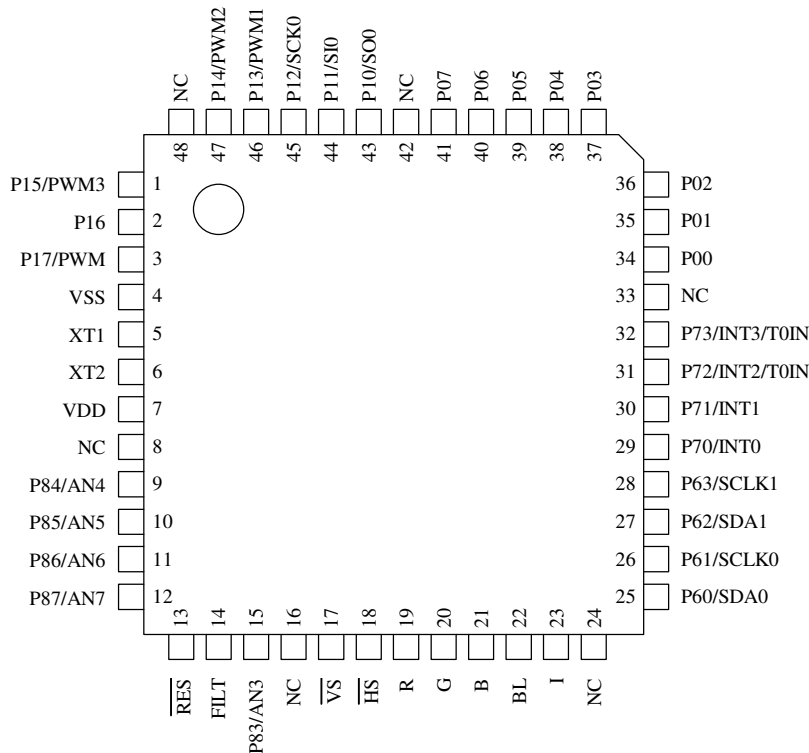 NC
P14/PWM2
P13/PWM1
P12/SCK0
P11/SI0
P10/SO0
NC
P07
P06
P05
P04
P03
48
47
46
45
44
43
42
41
40
39
38
37
P15/PWM3 1
P16 2
P17/PWM 3
VSS 4
XT1 5
XT2 6
VDD 7
NC 8
P84/AN4 9
P85/AN5 10
P86/AN6 11
P87/AN7 12
36 P02
35 P01
34 P00
33 NC
32 P73/INT3/T0IN
31 P72/INT2/T0IN
30 P71/INT1
29 P70/INT0
28 P63/SCLK1
27 P62/SDA1
26 P61/SCLK0
25 P60/SDA0
13
14
15
16
17
18
19
20
21
22
23
24
RES
FILT
P83/AN3
NC
VS
HS
R
G
B
BL
I
NC